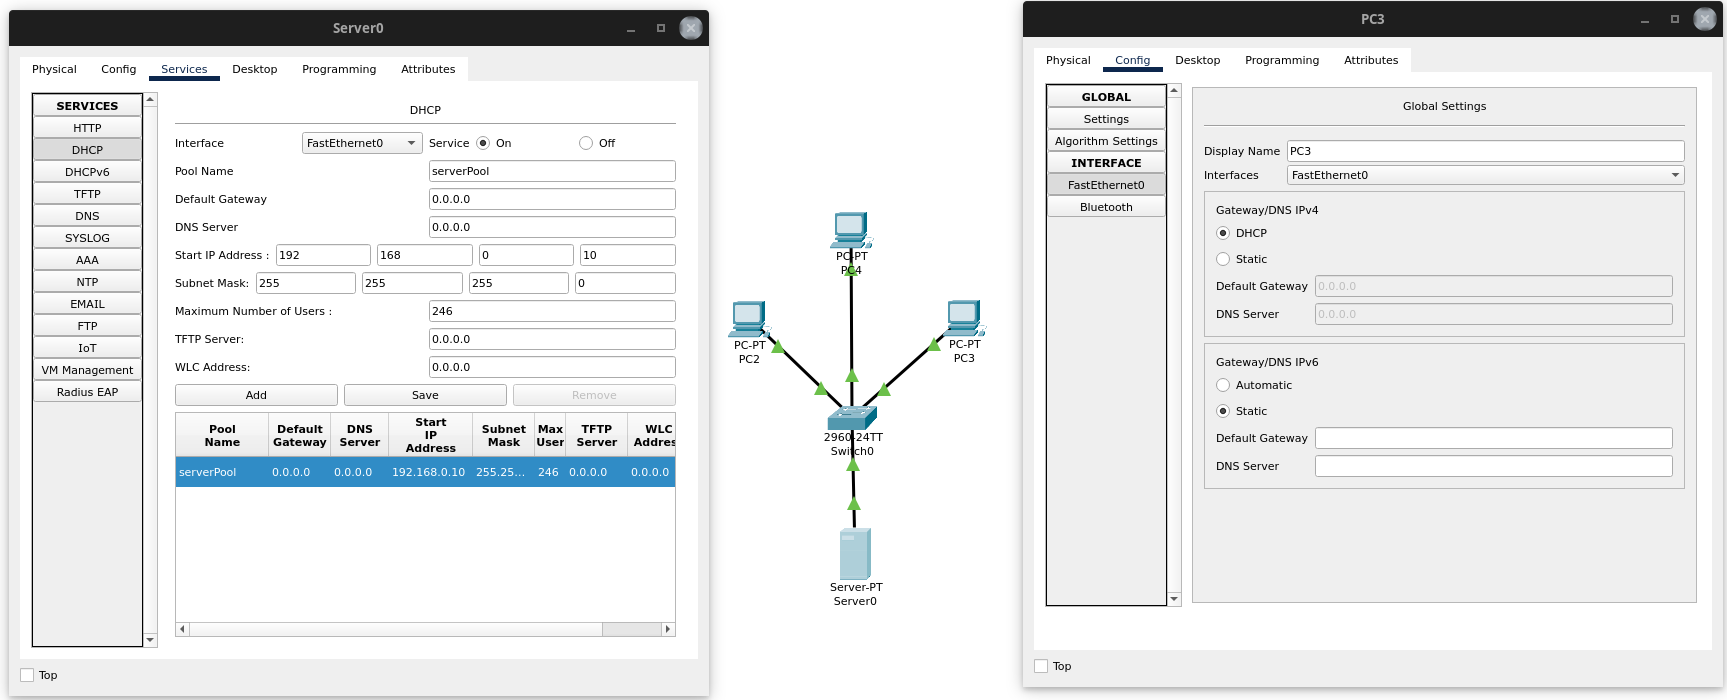 Server0
Physical Config Services Desktop Programming Attributes
SERVICES
HTTP
DHCP
DHCPv6
TFTP
DNS
SYSLOG
AAA
NTP
EMAIL
FTP
IoT
VM Management
Radius EAP
DHCP
Interface FastEthernet0 Service On Off
Pool Name serverPool
Default Gateway 0.0.0.0
DNS Server 0.0.0.0
Start IP Address : 192 168 0 10
Subnet Mask: 255 255 255 0
Maximum Number of Users : 246
TFTP Server: 0.0.0.0
WLC Address: 0.0.0.0
Add Save Remove
Pool Name Default Gateway DNS Server Start IP Address Subnet Mask Max User TFTP Server WLC Addres
serverPool 0.0.0.0 0.0.0.0 192.168.0.10 255.25... 246 0.0.0.0 0.0.0.0
Top
PC-PT
PC4
PC-PT
PC2
PC-PT
PC3
2960-24TT
Switch0
Server-PT
Server0
PC3
Physical Config Desktop Programming Attributes
GLOBAL
Settings
Algorithm Settings
INTERFACE
FastEthernet0
Bluetooth
Global Settings
Display Name PC3
Interfaces FastEthernet0
Gateway/DNS IPv4
DHCP
Static
Default Gateway 0.0.0.0
DNS Server 0.0.0.0
Gateway/DNS IPv6
Automatic
Static
Default Gateway
DNS Server
Top